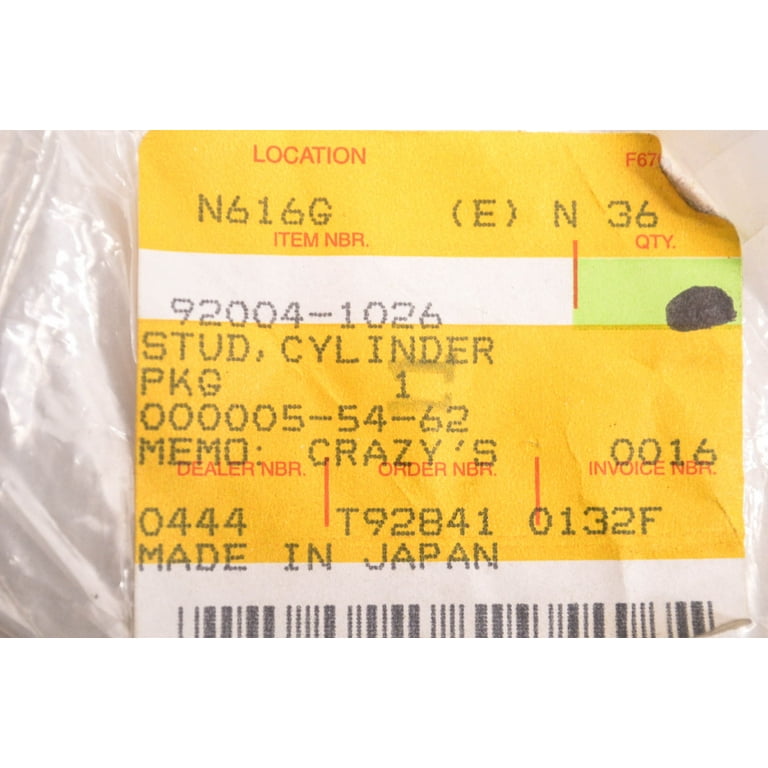 LOCATION F67
N616G (E) N 36
ITEM NBR. QTY.
92004-1026
STUD, CYLINDER
PKG 1
000005-54-62
MEMO: CRAZY'S 0016
DEALER NBR. ORDER NBR. INVOICE NBR.
0444 T92841 0132F
MADE IN JAPAN